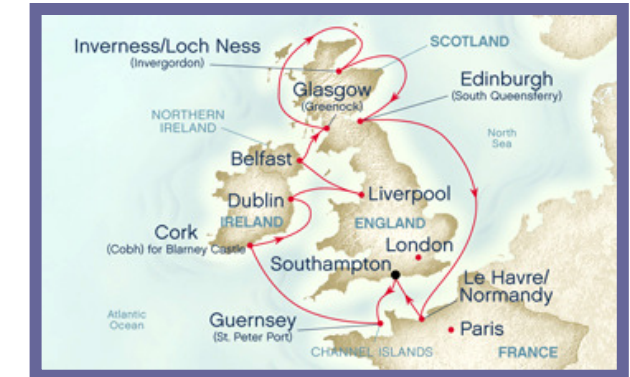 Inverness/Loch Ness
(Invergordon)
SCOTLAND
Edinburgh
(South Queensferry)
Glasgow
(Greenock)
NORTHERN
IRELAND
North
Sea
Belfast
Dublin
Liverpool
IRELAND
ENGLAND
Cork
(Cobh) for Blarney Castle
London
Southampton
Le Havre/
Normandy
Atlantic
Ocean
Guernsey
(St. Peter Port)
Paris
CHANNEL ISLANDS
FRANCE